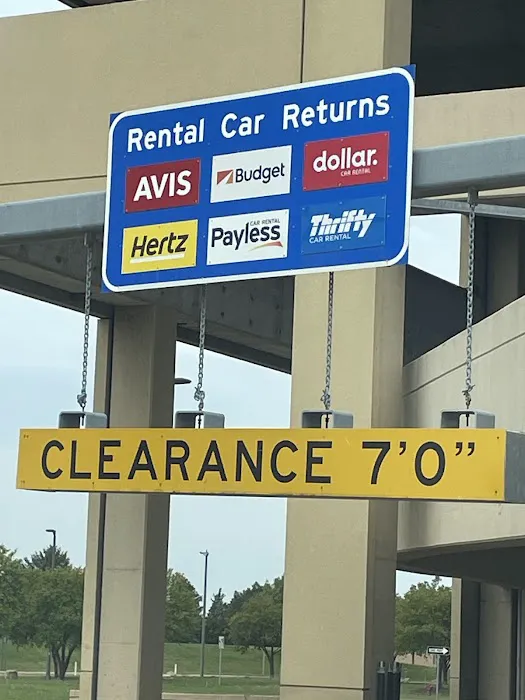 Rental Car Returns
AVIS Budget dollar.
CAR RENTAL
Hertz Payless Thrifty
CAR RENTAL
CAR RENTAL
CLEARANCE 7'0"